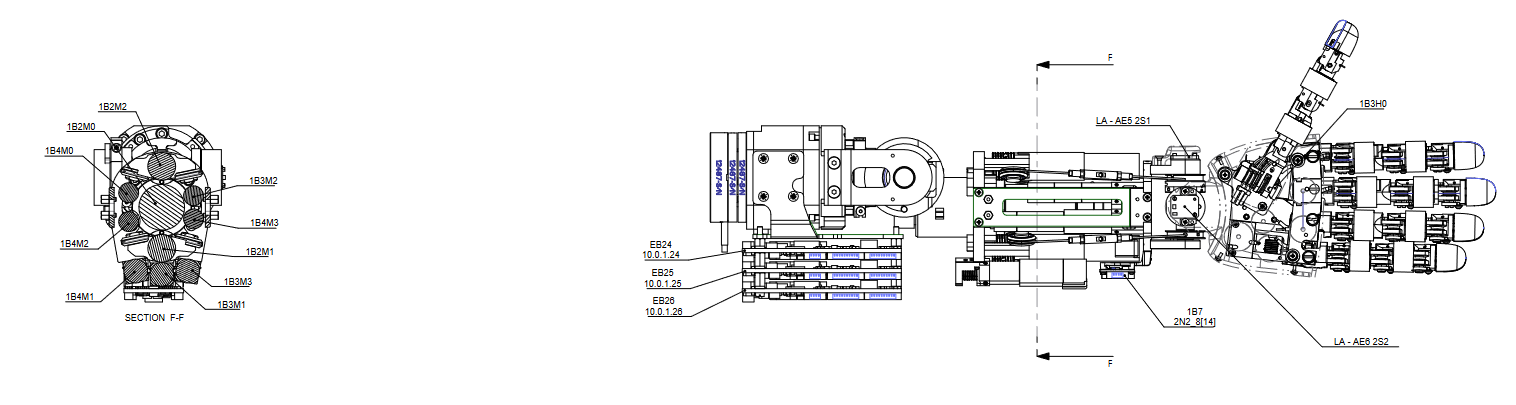 1B2M2
1B2M0
1B4M0
1B3M2
1B4M3
1B4M2
1B2M1
1B3M3
1B4M1
1B3M1
SECTION F-F
F
LA - AE5 2S1
1B3H0
EB24
10.0.1.24
EB25
10.0.1.25
EB26
10.0.1.26
1B7
2N2_8[14]
LA - AE6 2S2
F